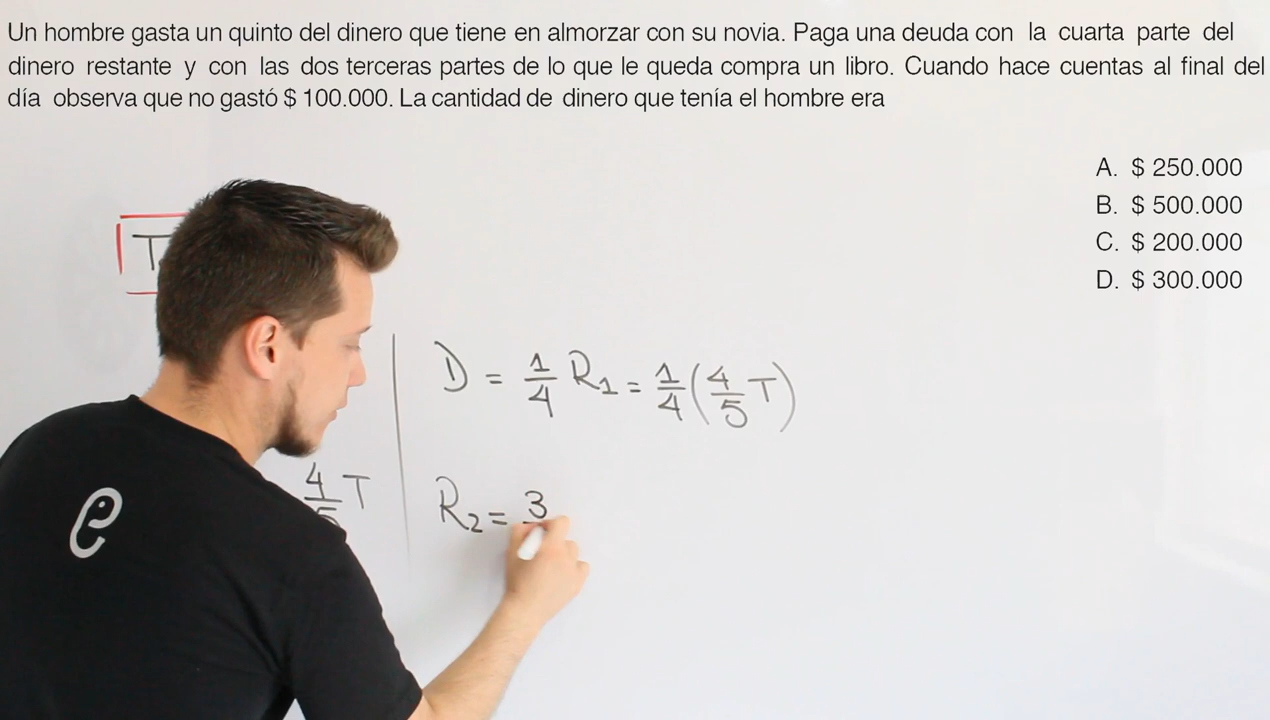 Un hombre gasta un quinto del dinero que tiene en almorzar con su novia. Paga una deuda con la cuarta parte del
dinero restante y con las dos terceras partes de lo que le queda compra un libro. Cuando hace cuentas al final del
día observa que no gastó $ 100.000. La cantidad de dinero que tenía el hombre era
A. $ 250.000
B. $ 500.000
C. $ 200.000
D. $ 300.000
T
D = 1/4 R₁ = 1/4 (4/5 T)
4/5 T
R₂ = 3
e